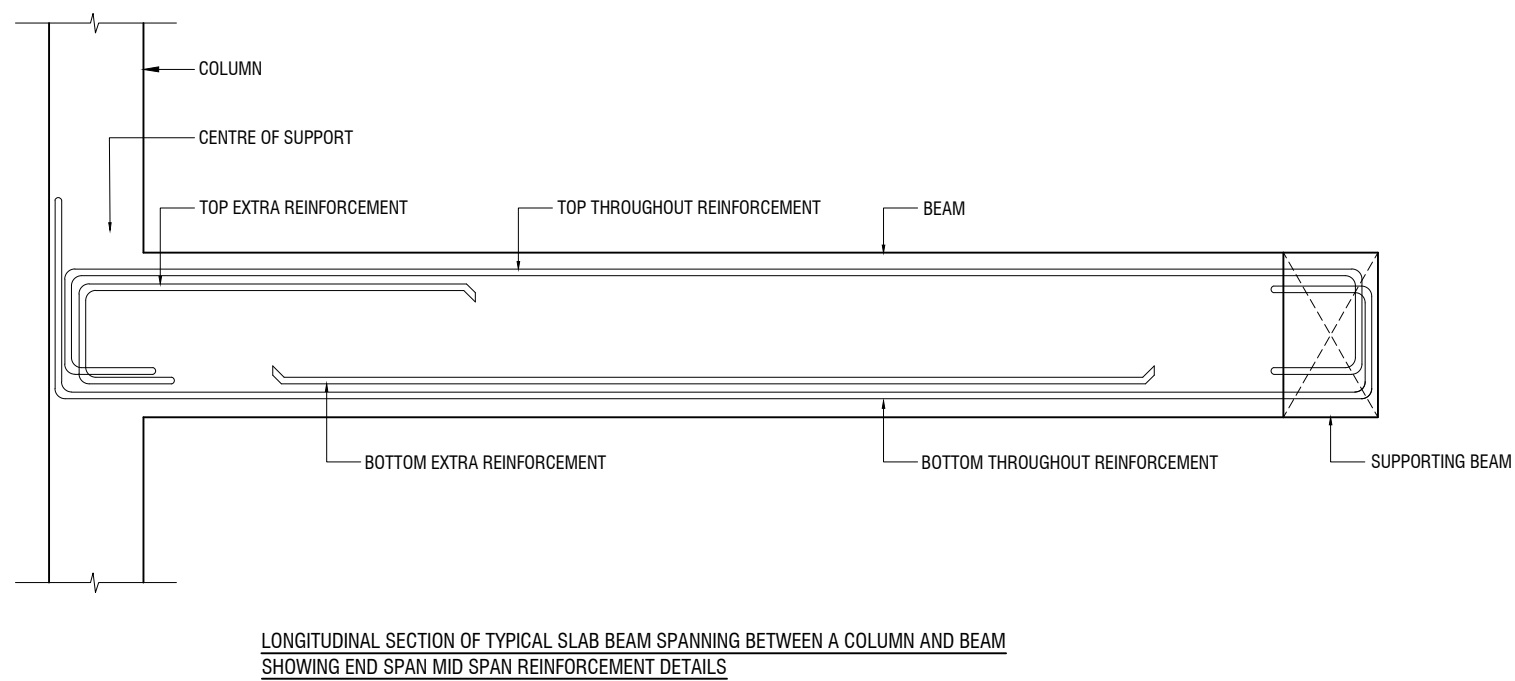 COLUMN
CENTRE OF SUPPORT
TOP EXTRA REINFORCEMENT
TOP THROUGHOUT REINFORCEMENT
BEAM
BOTTOM EXTRA REINFORCEMENT
BOTTOM THROUGHOUT REINFORCEMENT
SUPPORTING BEAM
LONGITUDINAL SECTION OF TYPICAL SLAB BEAM SPANNING BETWEEN A COLUMN AND BEAM
SHOWING END SPAN MID SPAN REINFORCEMENT DETAILS